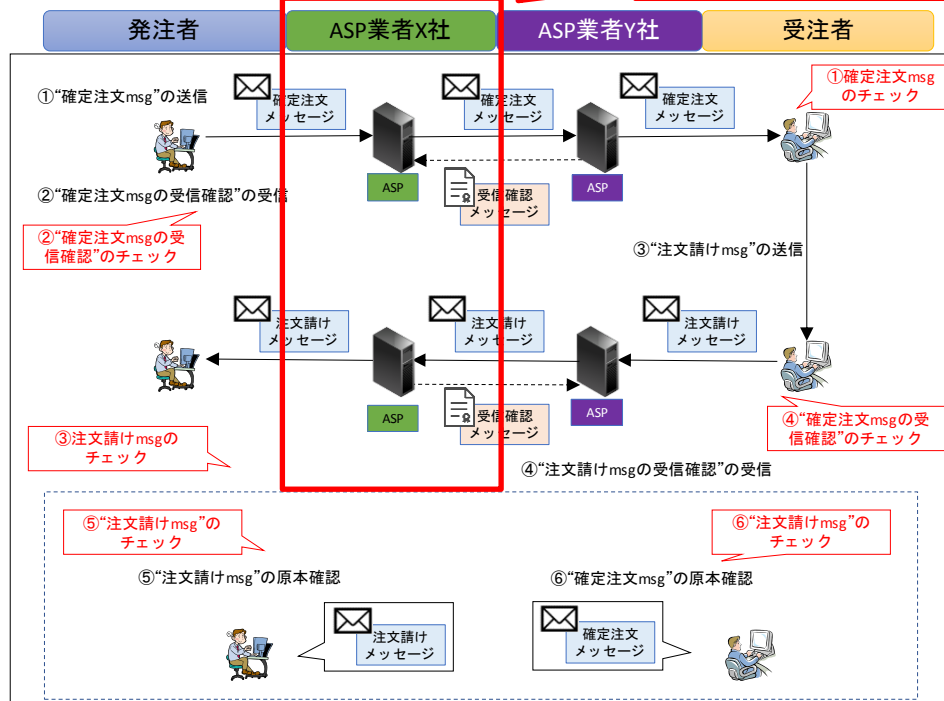 発注者
ASP業者X社
ASP業者Y社
受注者
①“確定注文msg”の送信
確定注文
メッセージ
確定注文
メッセージ
確定注文
メッセージ
①確定注文msg
のチェック
ASP
ASP
受信確認
メッセージ
②“確定注文msgの受信確認”の受信
②“確定注文msgの受
信確認”のチェック
③“注文請けmsg”の送信
注文請け
メッセージ
注文請け
メッセージ
注文請け
メッセージ
ASP
ASP
受信確認
メッセージ
④“確定注文msgの受
信確認”のチェック
③注文請けmsgの
チェック
④“注文請けmsgの受信確認”の受信
⑤“注文請けmsg”の
チェック
⑥“注文請けmsg”の
チェック
⑤“注文請けmsg”の原本確認
⑥“確定注文msg”の原本確認
注文請け
メッセージ
確定注文
メッセージ